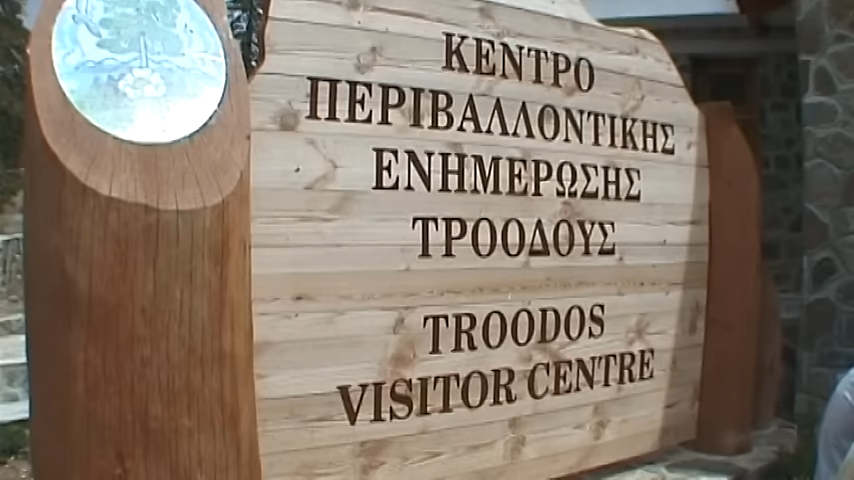 ΚΕΝΤΡΟ
ΠΕΡΙΒΑΛΛΟΝΤΙΚΗΣ
ΕΝΗΜΕΡΩΣΗΣ
ΤΡΟΟΔΟΥΣ
TROODOS
VISITOR CENTRE